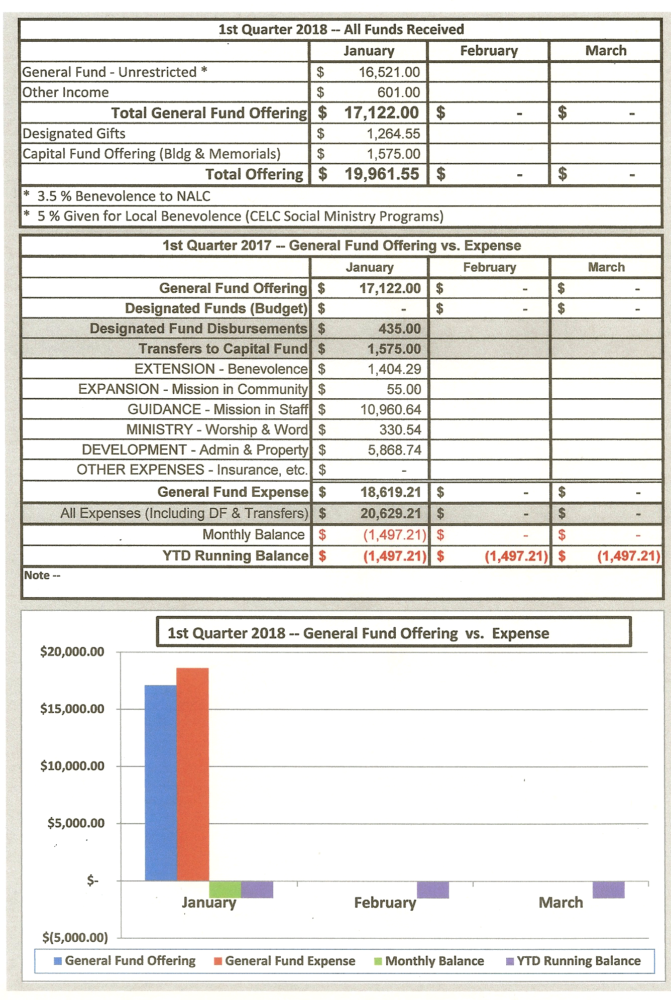 1st Quarter 2018 -- All Funds Received
January February March
General Fund - Unrestricted * $ 16,521.00
Other Income $ 601.00
Total General Fund Offering $ 17,122.00 $ - $ -
Designated Gifts $ 1,264.55
Capital Fund Offering (Bldg & Memorials) $ 1,575.00
Total Offering $ 19,961.55 $ - $ -
* 3.5 % Benevolence to NALC
* 5 % Given for Local Benevolence (CELC Social Ministry Programs)
1st Quarter 2017 -- General Fund Offering vs. Expense
January February March
General Fund Offering $ 17,122.00 $ - $ -
Designated Funds (Budget) $ - $ - $ -
Designated Fund Disbursements $ 435.00
Transfers to Capital Fund $ 1,575.00
EXTENSION - Benevolence $ 1,404.29
EXPANSION - Mission in Community $ 55.00
GUIDANCE - Mission in Staff $ 10,960.64
MINISTRY - Worship & Word $ 330.54
DEVELOPMENT - Admin & Property $ 5,868.74
OTHER EXPENSES - Insurance, etc. $ -
General Fund Expense $ 18,619.21 $ - $ -
All Expenses (Including DF & Transfers) $ 20,629.21 $ - $ -
Monthly Balance $ (1,497.21) $ - $ -
YTD Running Balance $ (1,497.21) $ (1,497.21) $ (1,497.21)
Note --
1st Quarter 2018 -- General Fund Offering vs. Expense
$20,000.00
$15,000.00
$10,000.00
$5,000.00
$-
January February March
$(5,000.00)
General Fund Offering General Fund Expense Monthly Balance YTD Running Balance